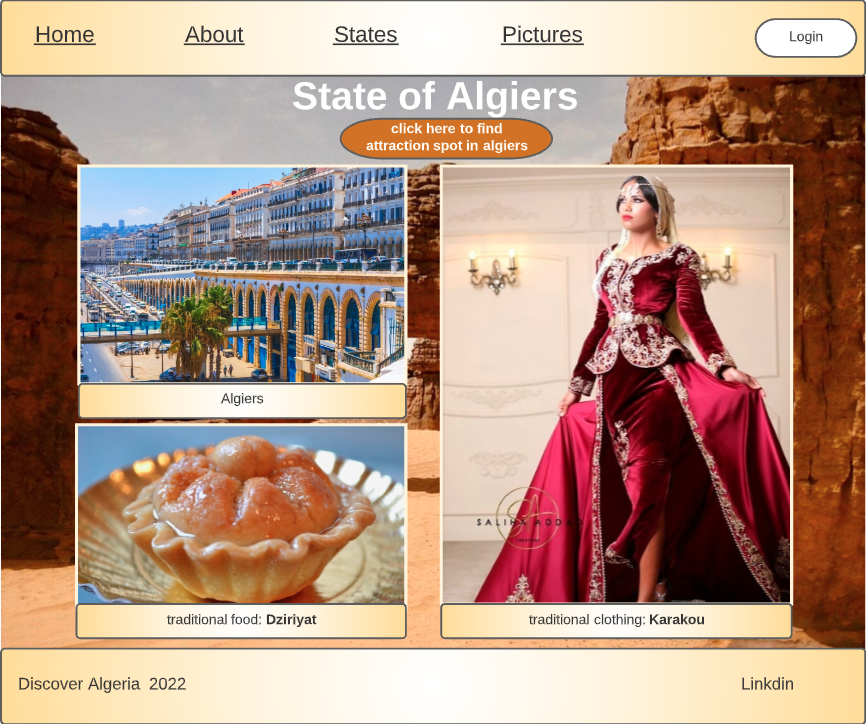 Home About States Pictures Login
State of Algiers
click here to find
attraction spot in algiers
Algiers
SALIHA ADDAD
traditional food: Dziriyat
traditional clothing: Karakou
Discover Algeria 2022 Linkdin